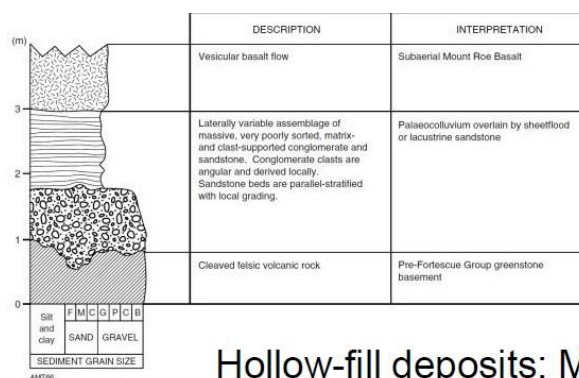 DESCRIPTION
INTERPRETATION
(m)
Vesicular basalt flow
Subaerial Mount Roe Basalt
3
Laterally variable assemblage of
massive, very poorly sorted, matrix-
and clast-supported conglomerate and
sandstone. Conglomerate clasts are
angular and derived locally.
Sandstone beds are parallel-stratified
with local grading.
Palaeocolluvium overlain by sheetflood
or lacustrine sandstone
2
1
Cleaved felsic volcanic rock
Pre-Fortescue Group greenstone
basement
0
Silt
and
clay
F M C G P C B
SAND GRAVEL
SEDIMENT GRAIN SIZE
Hollow-fill deposits: M